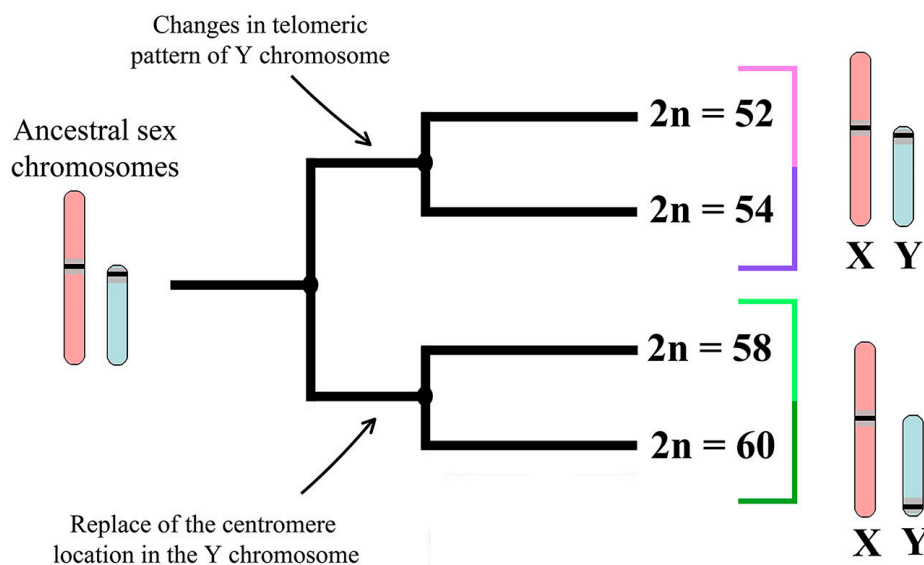 Changes in telomeric
pattern of Y chromosome
Ancestral sex
chromosomes
2n = 52
2n = 54
X Y
2n = 58
2n = 60
X Y
Replace of the centromere
location in the Y chromosome